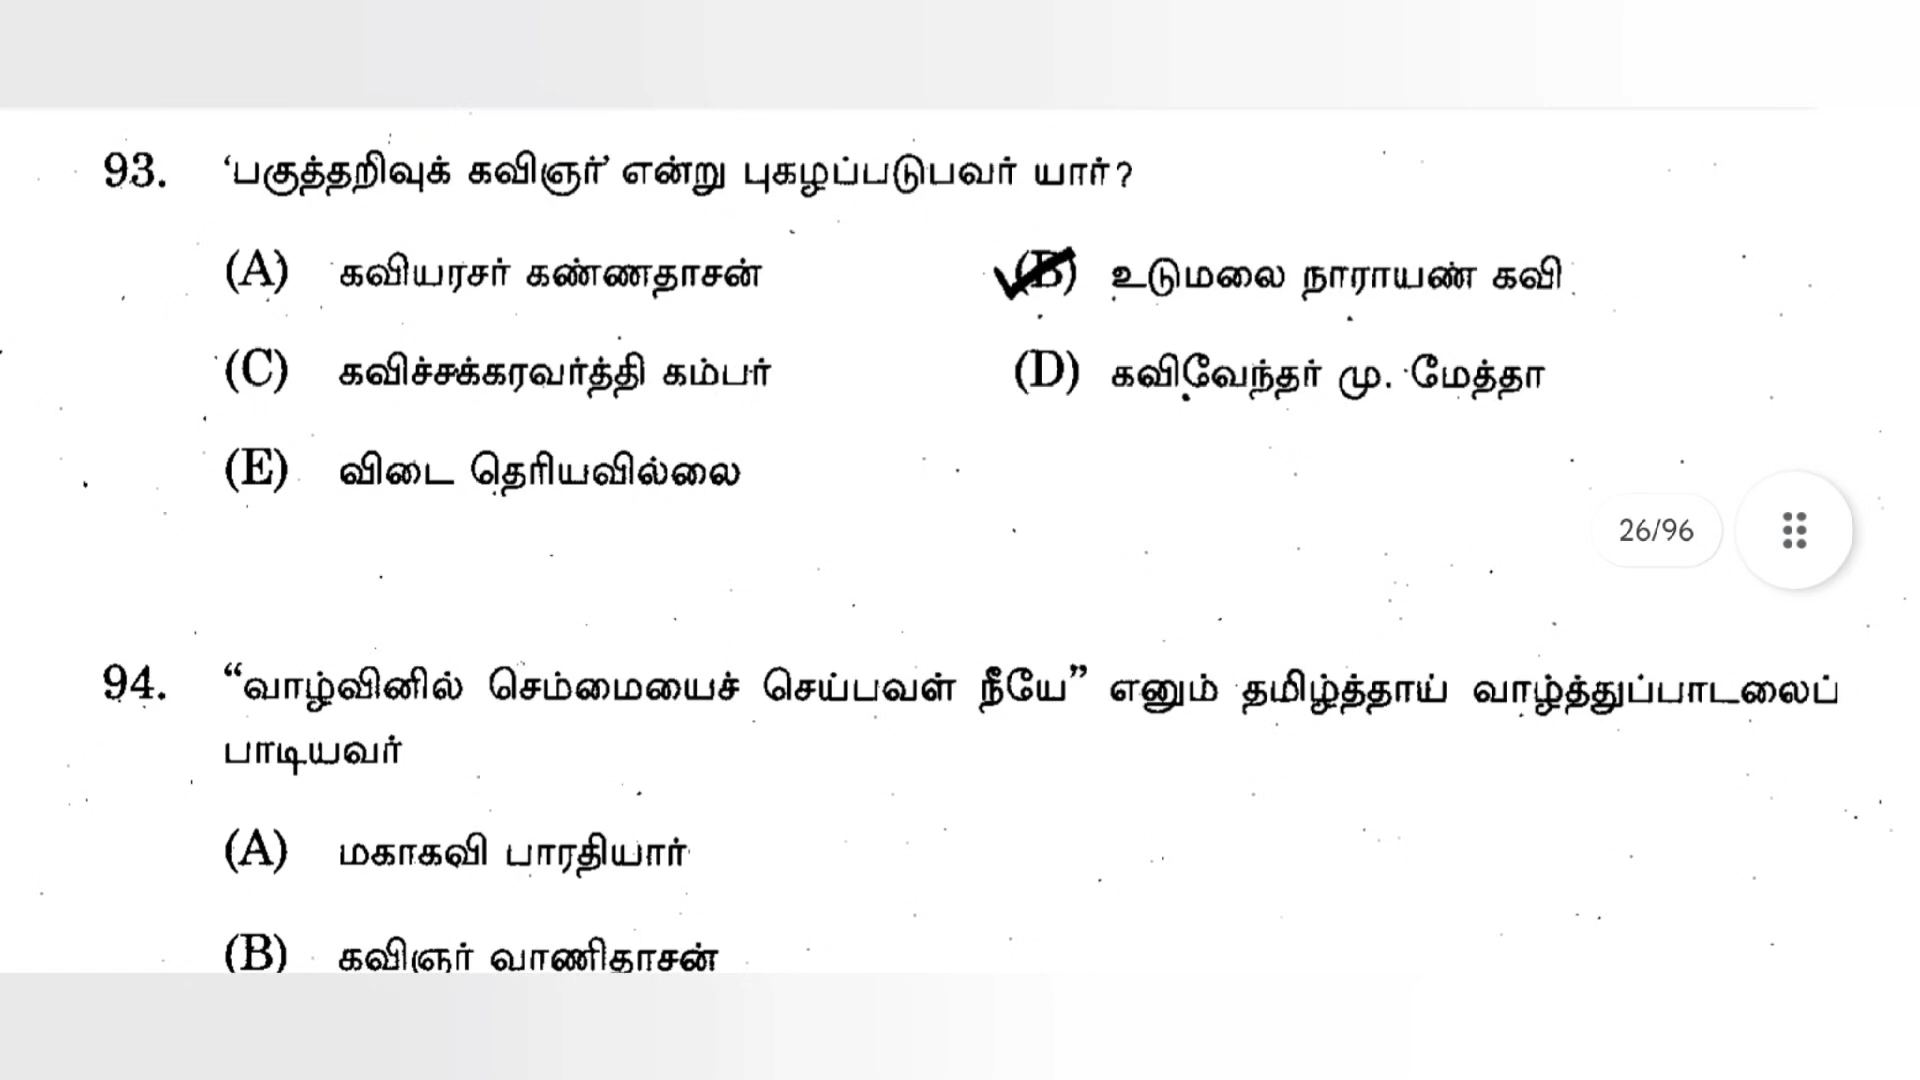 93. ‘பகுத்தறிவுக் கவிஞர்’ என்று புகழப்படுபவர் யார்?
(A) கவியரசர் கண்ணதாசன் (B) உடுமலை நாராயண் கவி
(C) கவிச்சக்கரவர்த்தி கம்பர் (D) கவிவேந்தர் மு. மேத்தா
(E) விடை தெரியவில்லை
26/96
94. “வாழ்வினில் செம்மையைச் செய்பவள் நீயே” எனும் தமிழ்த்தாய் வாழ்த்துப்பாடலைப்
பாடியவர்
(A) மகாகவி பாரதியார்
(B) கவிஞர் வாணிதாசன்